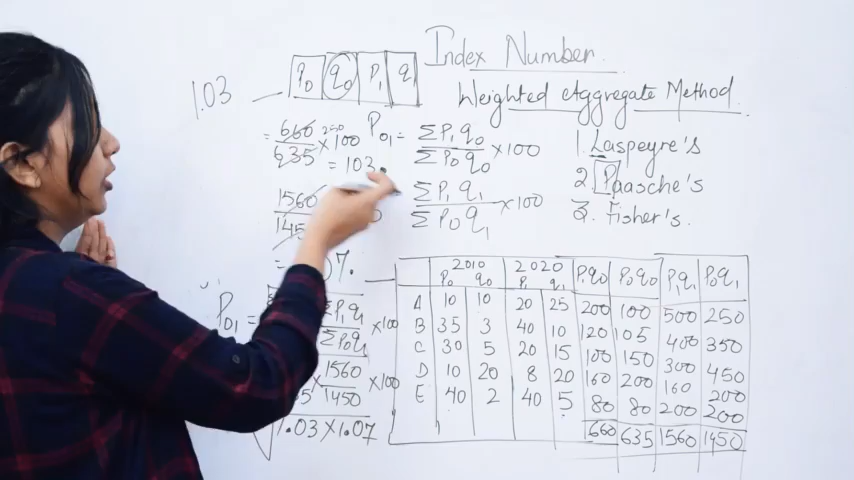 Index Number.
Weighted Aggregate Method.
1.03
P0 q0 P1 q
= 660/635 × 100
= 103.
P01 = ΣP1q0/ΣP0q0 × 100
1. Laspeyre's
2. Paasche's
3. Fisher's.
1560
ΣP1q1/ΣP0q1 × 100
7.
P01
ΣP1q1/ΣP0q1 × 100
× 1560/1450 × 100
1.03 × 1.07
2010 2020 P1q0 P0q0 P1q1 P0q1
P0 q0 P1 q1
A 10 10 20 25 200 100 500 250
B 35 3 40 10 120 105 400 350
C 30 5 20 15 100 150 300 450
D 10 20 8 20 160 200 160 200
E 40 2 40 5 80 80 200 200
660 635 1560 1450